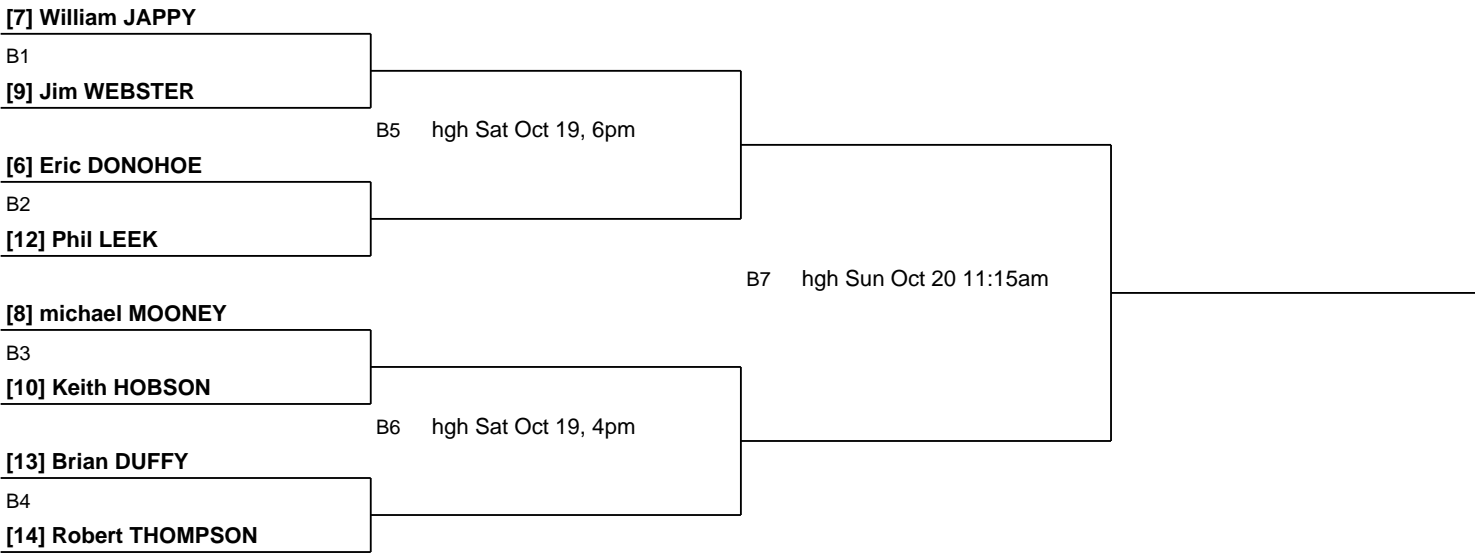 [7] William JAPPY
B1
[9] Jim WEBSTER
B5 hgh Sat Oct 19, 6pm
[6] Eric DONOHOE
B2
[12] Phil LEEK
B7 hgh Sun Oct 20 11:15am
[8] michael MOONEY
B3
[10] Keith HOBSON
B6 hgh Sat Oct 19, 4pm
[13] Brian DUFFY
B4
[14] Robert THOMPSON